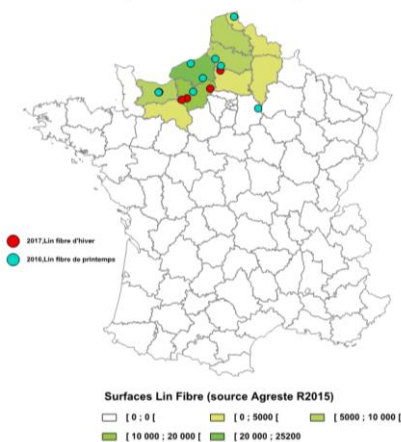 2017,Lin fibre d'hiver
2016,Lin fibre de printemps
Surfaces Lin Fibre (source Agreste R2015)
[ 0 ; 0 [
[ 0 ; 5000 [
[ 5000 ; 10 000 [
[ 10 000 ; 20 000 [
[ 20 000 ; 25200